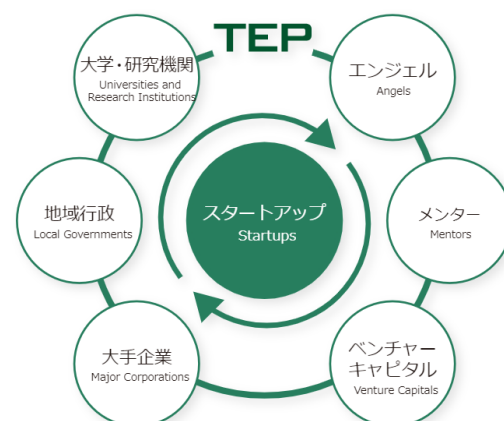 TEP
大学・研究機関
Universities and
Research Institutions
エンジェル
Angels
地域行政
Local Governments
スタートアップ
Startups
メンター
Mentors
大手企業
Major Corporations
ベンチャー
キャピタル
Venture Capitals